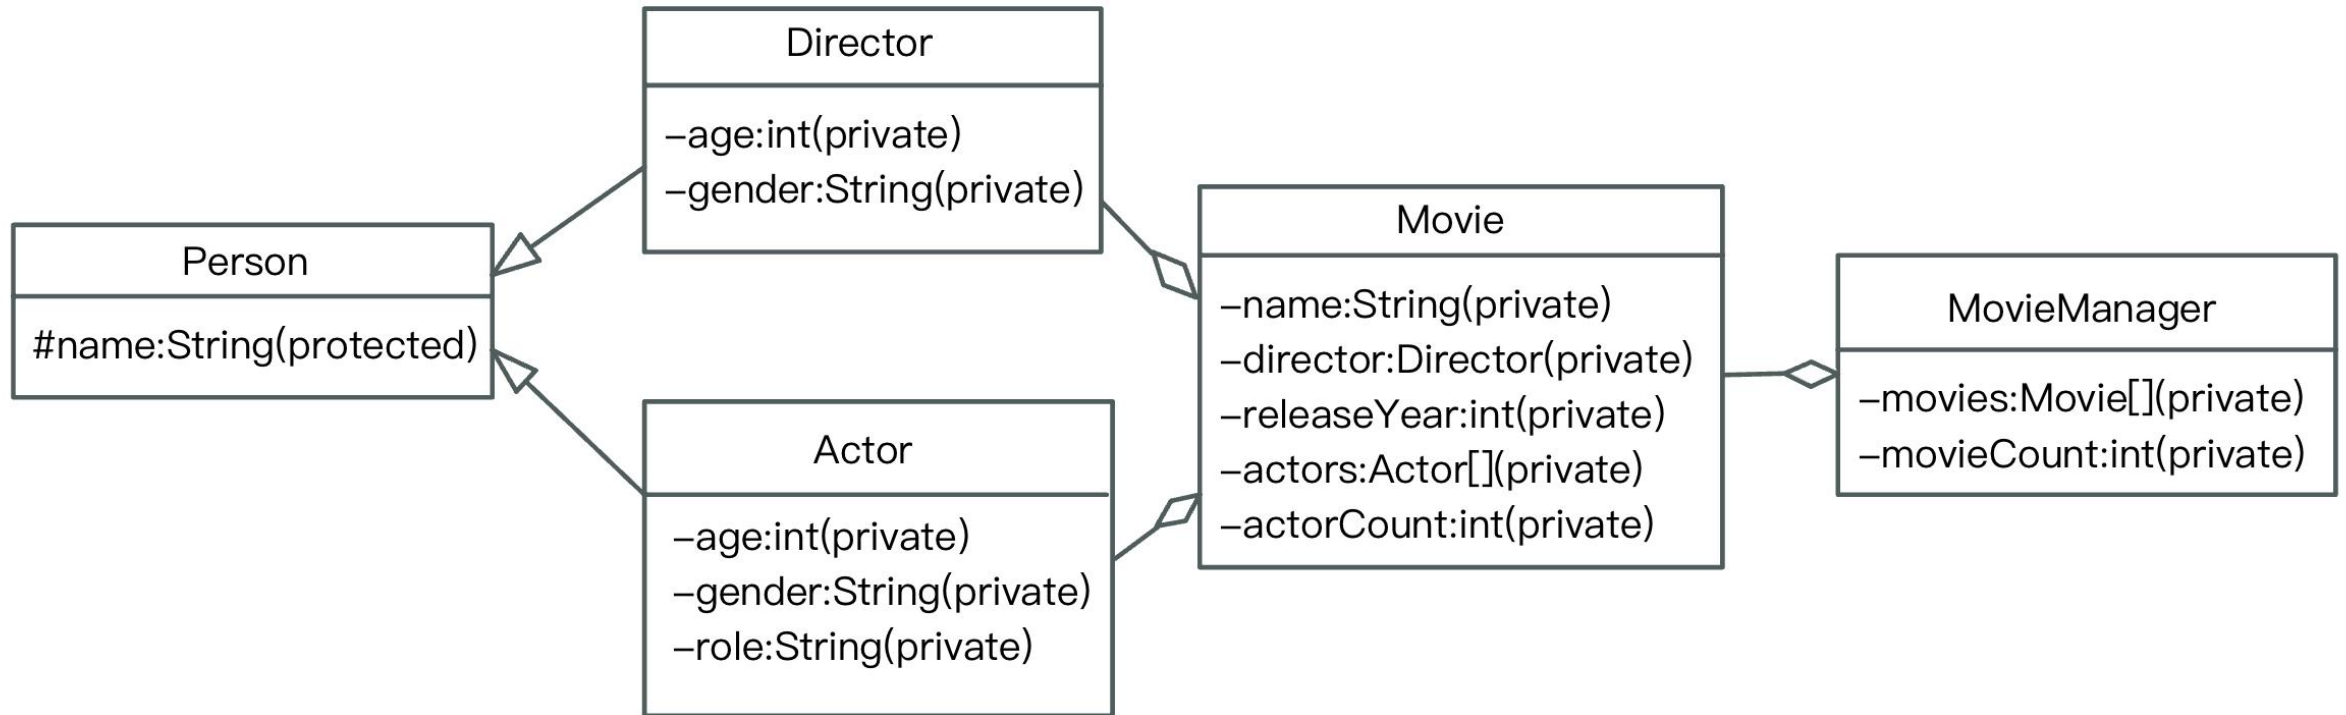 Director
–age:int(private)
–gender:String(private)
Person
#name:String(protected)
Actor
–age:int(private)
–gender:String(private)
–role:String(private)
Movie
–name:String(private)
–director:Director(private)
–releaseYear:int(private)
–actors:Actor[](private)
–actorCount:int(private)
MovieManager
–movies:Movie[](private)
–movieCount:int(private)